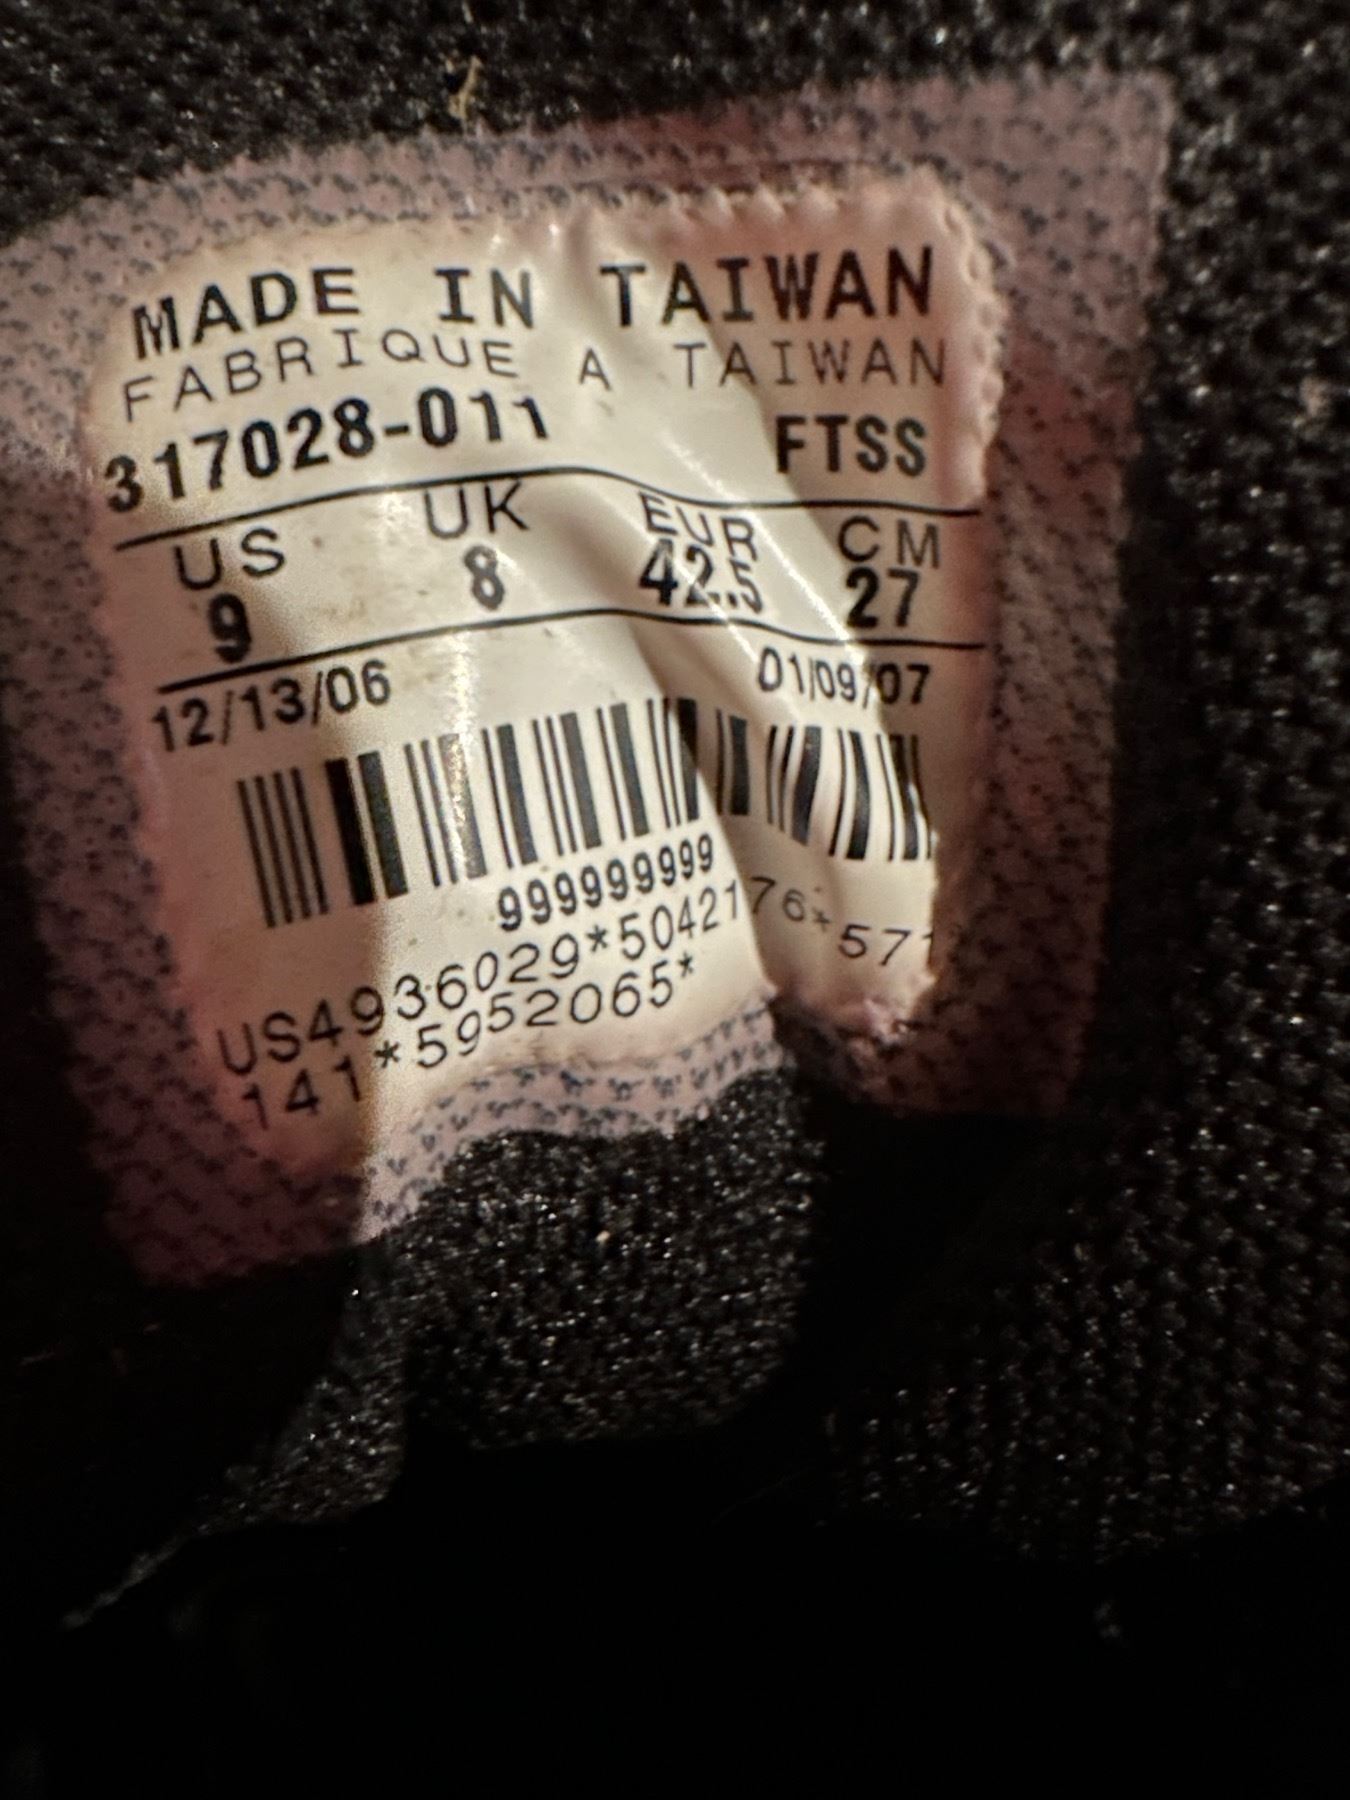 MADE IN TAIWAN
FABRIQUE A TAIWAN
317028-011 FTSS
US UK EUR CM
9 8 42.5 27
12/13/06 01/09/07
999999999
US4936029*5042176*571
141*5952065*